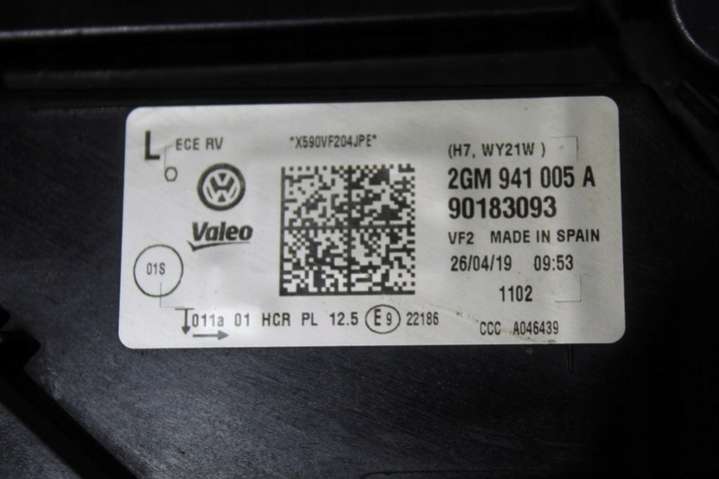 L ECE RV
*X590VF204JPE*
(H7, WY21W )
2GM 941 005 A
90183093
Valeo
VF2 MADE IN SPAIN
26/04/19 09:53
01S
1102
011a 01 HCR PL 12.5 E9 22186
CCC A046439